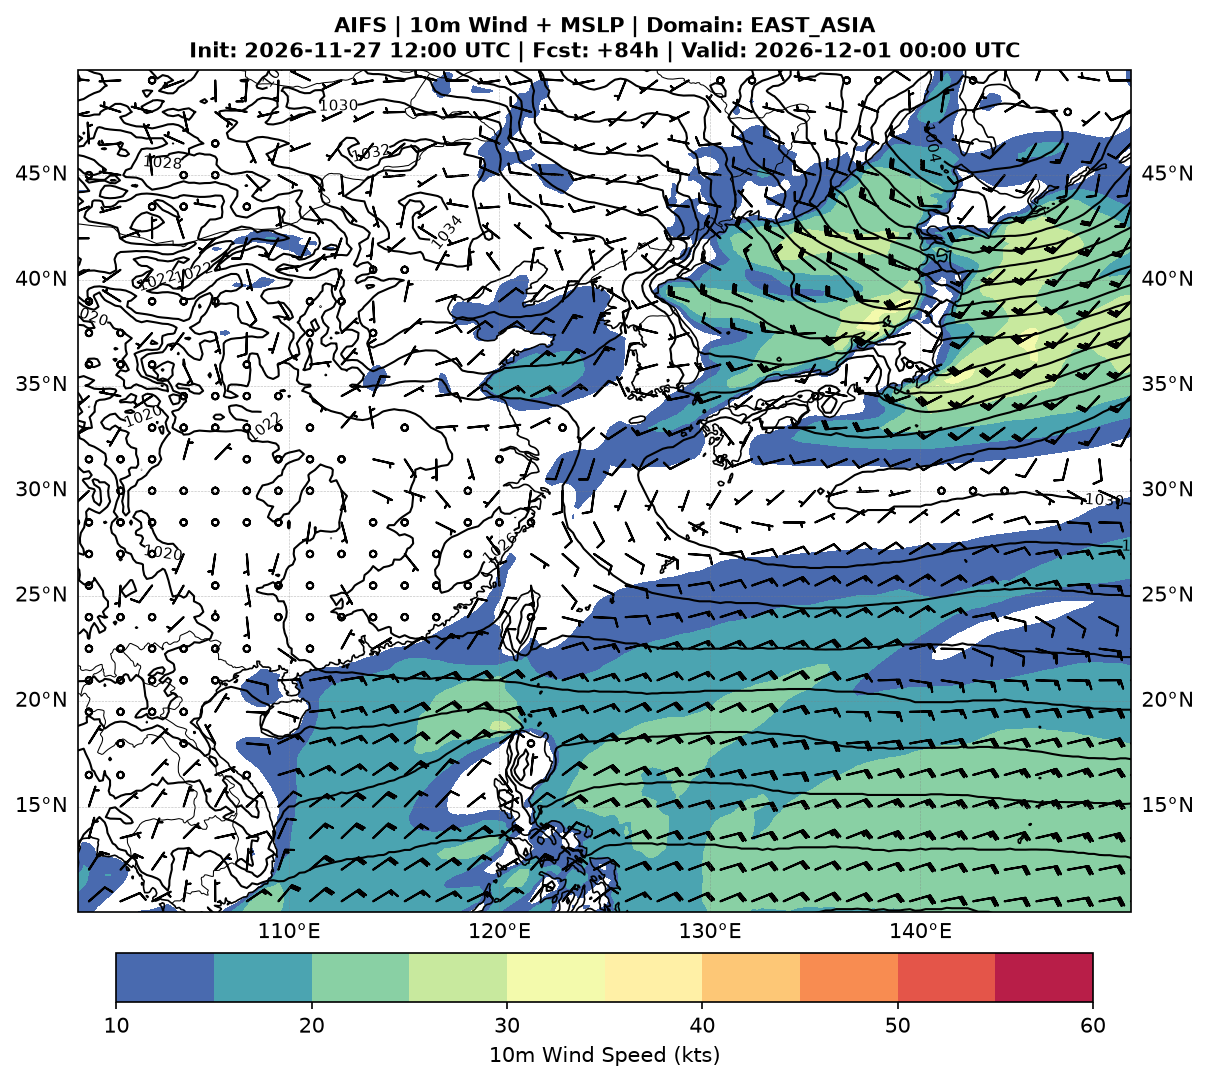 AIFS | 10m Wind + MSLP | Domain: EAST_ASIA
Init: 2026-11-27 12:00 UTC | Fcst: +84h | Valid: 2026-12-01 00:00 UTC
1030
1004
1028
1032
1034
1022 1022
1020
1020
1022
1030
1020
1026
45°N
40°N
35°N
30°N
25°N
20°N
15°N
45°N
40°N
35°N
30°N
25°N
20°N
15°N
110°E 120°E 130°E 140°E
10 20 30 40 50 60
10m Wind Speed (kts)